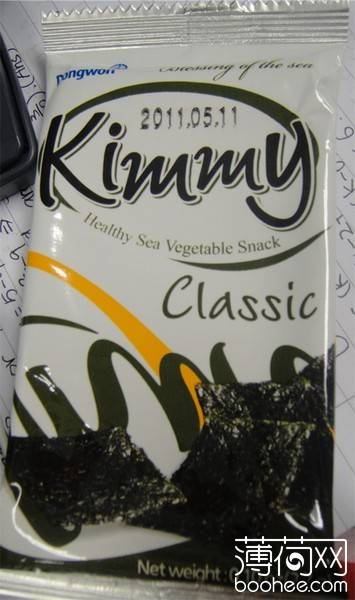 Dongwon
Blessing of the sea
2011.05.11
Kimmy
Healthy Sea Vegetable Snack
Classic
Net weight:
薄荷网
boohee.com